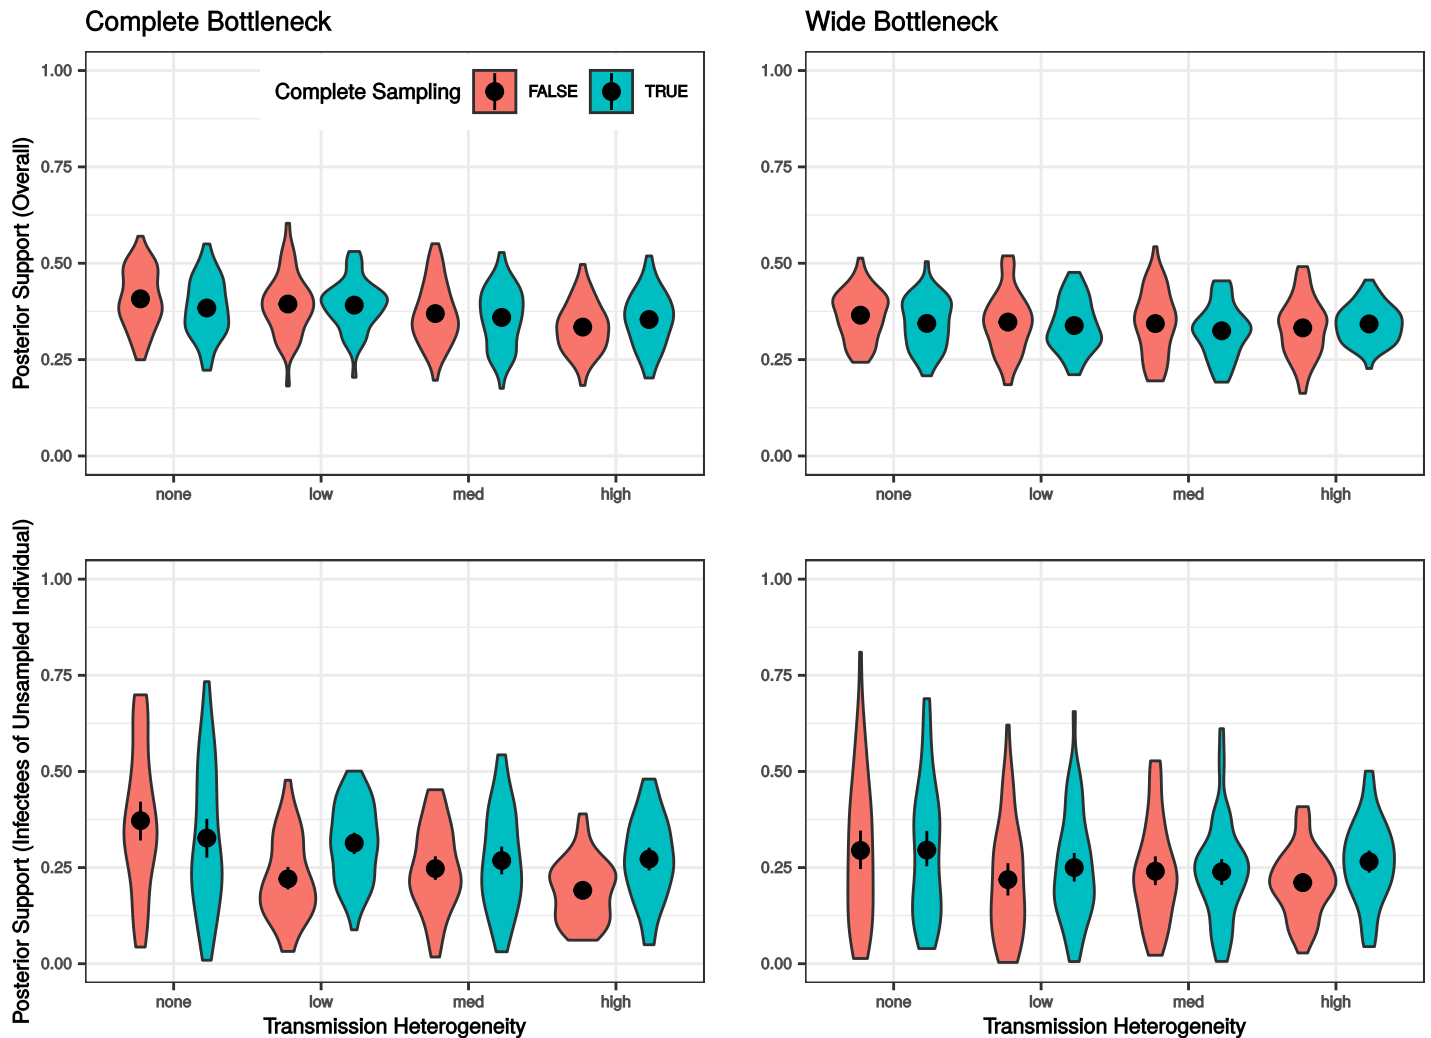 Complete Bottleneck
Wide Bottleneck
Posterior Support (Overall)
1.00
0.75
0.50
0.25
0.00
Complete Sampling FALSE TRUE
none low med high
1.00
0.75
0.50
0.25
0.00
none low med high
Posterior Support (Infectees of Unsampled Individual)
1.00
0.75
0.50
0.25
0.00
none low med high
Transmission Heterogeneity
1.00
0.75
0.50
0.25
0.00
none low med high
Transmission Heterogeneity